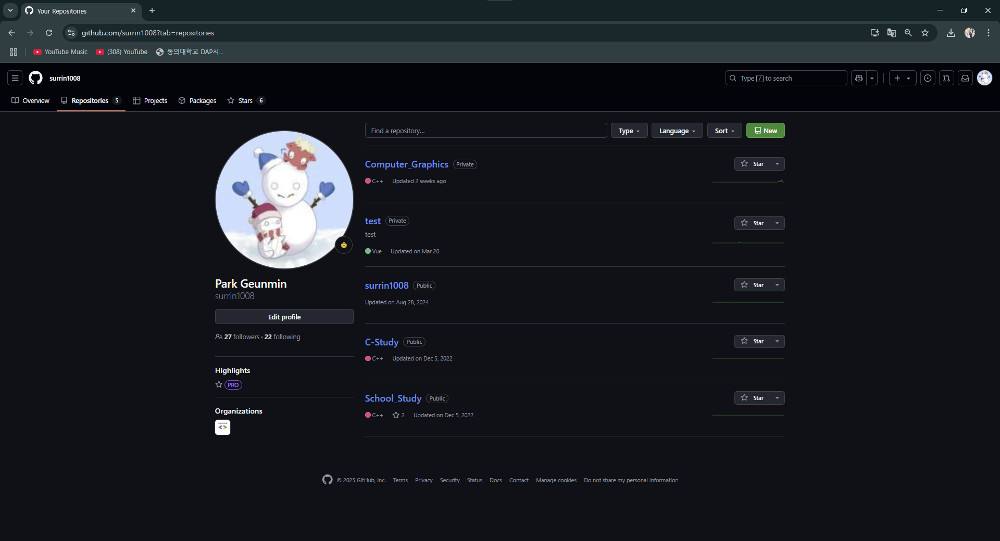 Your Repositories
github.com/surrin1008?tab=repositories
YouTube Music
(308) YouTube
동의대학교 DAP시...
surrin1008
Type / to search
Overview
Repositories 5
Projects
Packages
Stars 6
Find a repository...
Type
Language
Sort
New
Computer_Graphics Private
Star
C++ Updated 2 weeks ago
test Private
Star
test
Vue Updated on Mar 20
surrin1008 Public
Star
Updated on Aug 28, 2024
C-Study Public
Star
C++ Updated on Dec 5, 2022
School_Study Public
Star
C++ 2 Updated on Dec 5, 2022
Park Geunmin
surrin1008
Edit profile
27 followers · 22 following
Highlights
PRO
Organizations
© 2025 GitHub, Inc. Terms Privacy Security Status Docs Contact Manage cookies Do not share my personal information